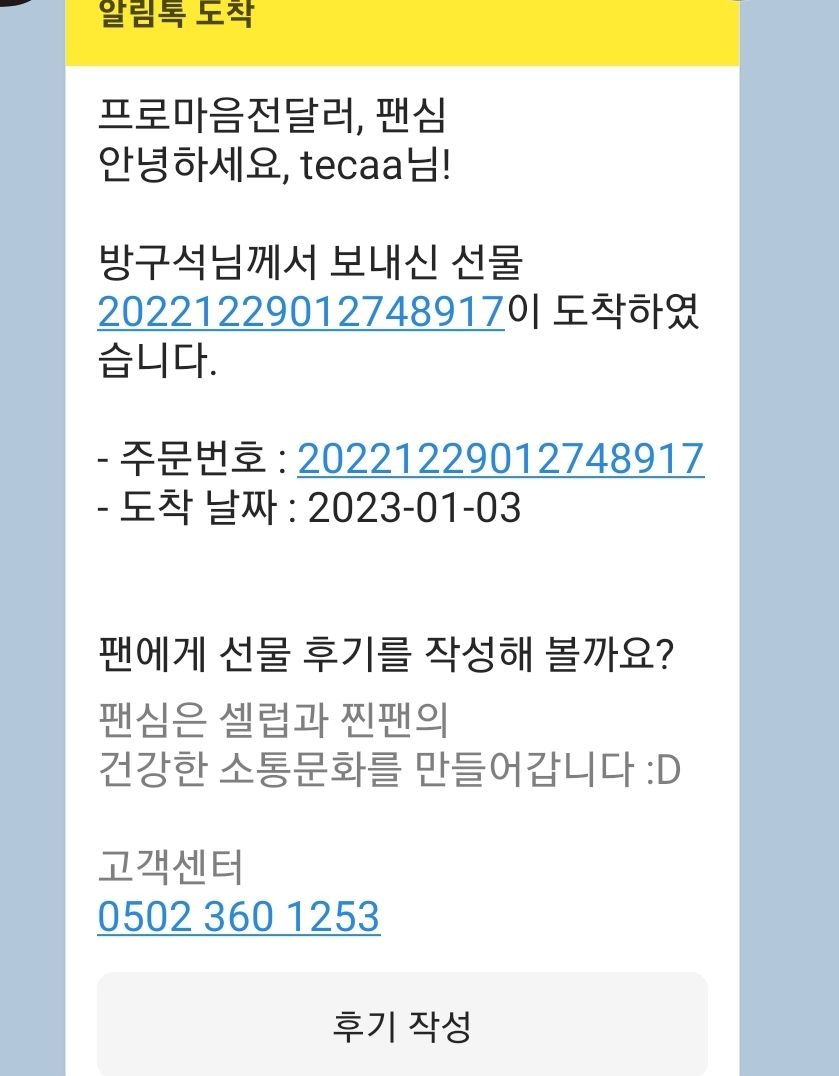 알림톡 도착
프로마음전달러, 팬심
안녕하세요, tecaa님!
방구석님께서 보내신 선물
20221229012748917이 도착하였
습니다.
- 주문번호 : 20221229012748917
- 도착 날짜 : 2023-01-03
팬에게 선물 후기를 작성해 볼까요?
팬심은 셀럽과 찐팬의
건강한 소통문화를 만들어갑니다 :D
고객센터
0502 360 1253
후기 작성